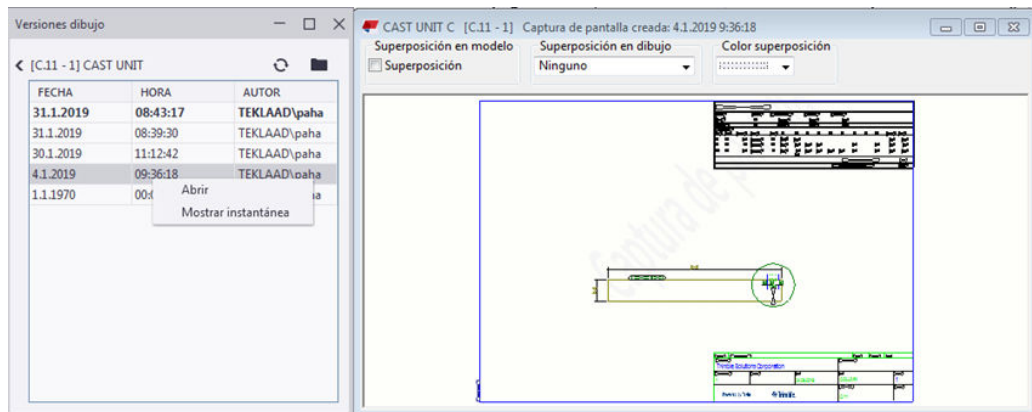 Versiones dibujo
[C.11 - 1] CAST UNIT
FECHA HORA AUTOR
31.1.2019 08:43:17 TEKLAAD\paha
31.1.2019 08:39:30 TEKLAAD\paha
30.1.2019 11:12:42 TEKLAAD\paha
4.1.2019 09:36:18 TEKLAAD\paha
1.1.1970
Abrir
Mostrar instantánea
CAST UNIT C [C.11 - 1] Captura de pantalla creada: 4.1.2019 9:36:18
Superposición en modelo Superposición en dibujo Color superposición
Superposición Ninguno
Captura de p
Trimble Solutions Corporation